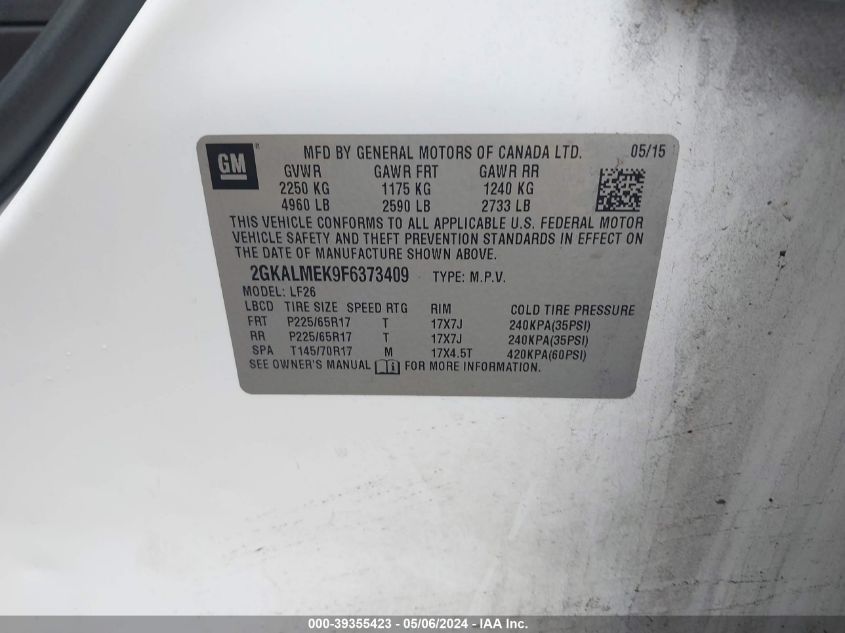 GM ® MFD BY GENERAL MOTORS OF CANADA LTD. 05/15
GVWR GAWR FRT GAWR RR
2250 KG 1175 KG 1240 KG
4960 LB 2590 LB 2733 LB
THIS VEHICLE CONFORMS TO ALL APPLICABLE U.S. FEDERAL MOTOR
VEHICLE SAFETY AND THEFT PREVENTION STANDARDS IN EFFECT ON
THE DATE OF MANUFACTURE SHOWN ABOVE.
2GKALMEK9F6373409 TYPE: M.P.V.
MODEL: LF26
LBCD TIRE SIZE SPEED RTG RIM COLD TIRE PRESSURE
FRT P225/65R17 T 17X7J 240KPA(35PSI)
RR P225/65R17 T 17X7J 240KPA(35PSI)
SPA T145/70R17 M 17X4.5T 420KPA(60PSI)
SEE OWNER'S MANUAL FOR MORE INFORMATION.
000-39355423 - 05/06/2024 - IAA Inc.